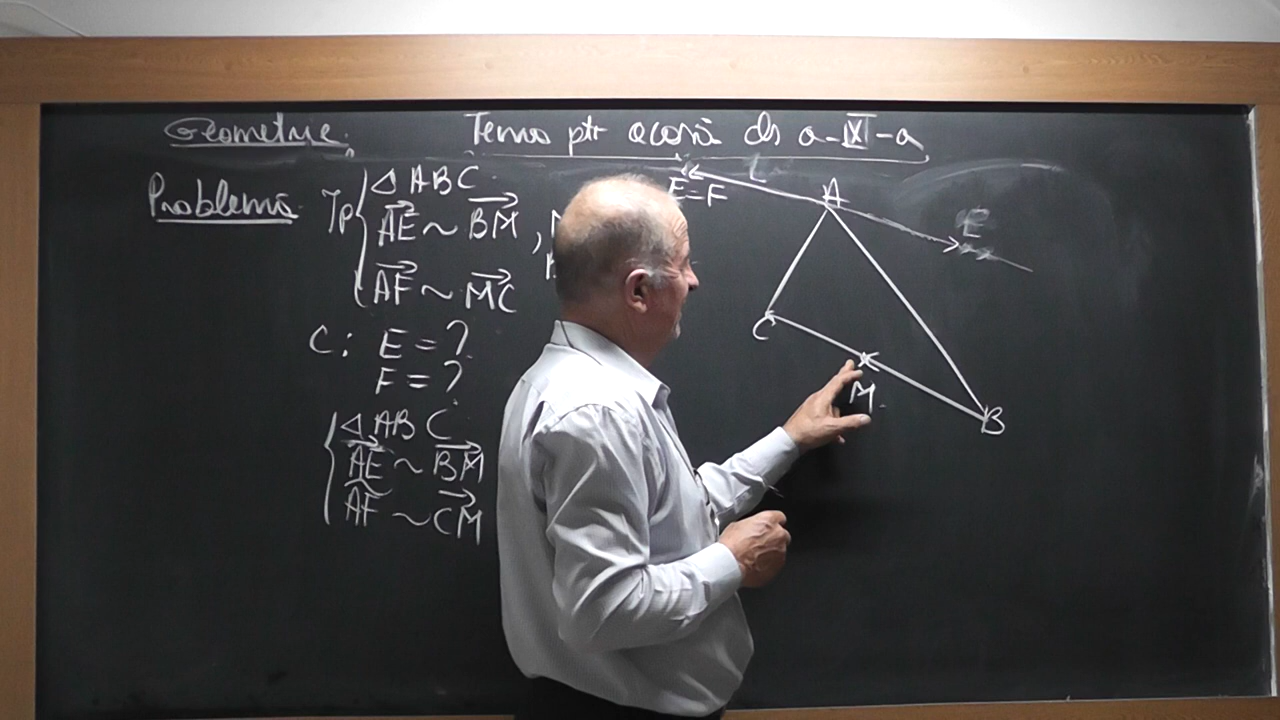 Geometrie. Tema ptr acasă cls a-IX-a
Problema Ip { △ ABC
AE ~ BM ,
AF ~ MC
C: E = ?
F = ?
{ △ ABC
AE ~ BM
AF ~ CM
E=F
A
E
C
M
B